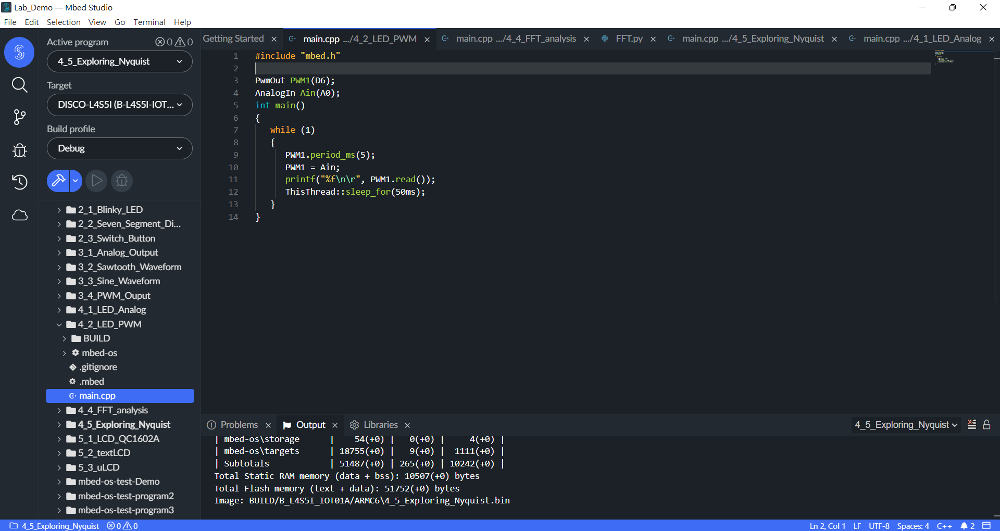 Lab_Demo — Mbed Studio
File Edit Selection View Go Terminal Help
Active program 0 0
4_5_Exploring_Nyquist
Target
DISCO-L4S5I (B-L4S5I-IOT...
Build profile
Debug
2_1_Blinky_LED
2_2_Seven_Segment_Di...
2_3_Switch_Button
3_1_Analog_Output
3_2_Sawtooth_Waveform
3_3_Sine_Waveform
3_4_PWM_Ouput
4_1_LED_Analog
4_2_LED_PWM
BUILD
mbed-os
.gitignore
.mbed
main.cpp
4_4_FFT_analysis
4_5_Exploring_Nyquist
5_1_LCD_QC1602A
5_2_textLCD
5_3_uLCD
mbed-os-test-Demo
mbed-os-test-program2
mbed-os-test-program3
Getting Started main.cpp .../4_2_LED_PWM main.cpp .../4_4_FFT_analysis FFT.py main.cpp .../4_5_Exploring_Nyquist main.cpp .../4_1_LED_Analog
1 #include "mbed.h"
2
3 PwmOut PWM1(D6);
4 AnalogIn Ain(A0);
5 int main()
6 {
7 while (1)
8 {
9 PWM1.period_ms(5);
10 PWM1 = Ain;
11 printf("%f\n\r", PWM1.read());
12 ThisThread::sleep_for(50ms);
13 }
14 }
Problems Output Libraries 4_5_Exploring_Nyquist
| mbed-os\storage | 54(+0) | 0(+0) | 4(+0) |
| mbed-os\targets | 18755(+0) | 9(+0) | 1111(+0) |
| Subtotals | 51487(+0) | 265(+0) | 10242(+0) |
Total Static RAM memory (data + bss): 10507(+0) bytes
Total Flash memory (text + data): 51752(+0) bytes
Image: BUILD/B_L4S5I_IOT01A/ARMC6\4_5_Exploring_Nyquist.bin
4_5_Exploring_Nyquist 0 0 Ln 2, Col 1 LF UTF-8 Spaces: 4 C++ 2